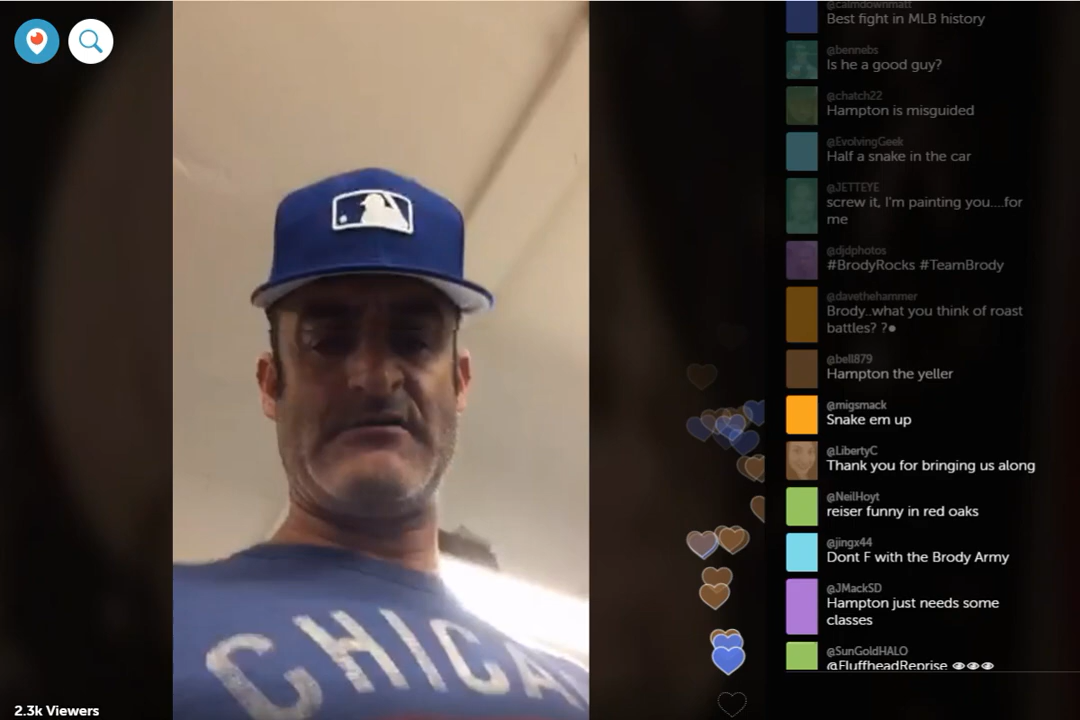 @calmdownmatt
Best fight in MLB history
@bennebs
Is he a good guy?
@chatch22
Hampton is misguided
@EvolvingGeek
Half a snake in the car
@JETTEYE
screw it, I'm painting you....for
me
@djdphotos
#BrodyRocks #TeamBrody
@davethehammer
Brody..what you think of roast
battles? ?●
@bell879
Hampton the yeller
@migsmack
Snake em up
@LibertyC
Thank you for bringing us along
@NeilHoyt
reiser funny in red oaks
@jingx44
Dont F with the Brody Army
@JMackSD
Hampton just needs some
classes
@SunGoldHALO
@FluffheadReprise 👁👁👁
CHICA
2.3k Viewers